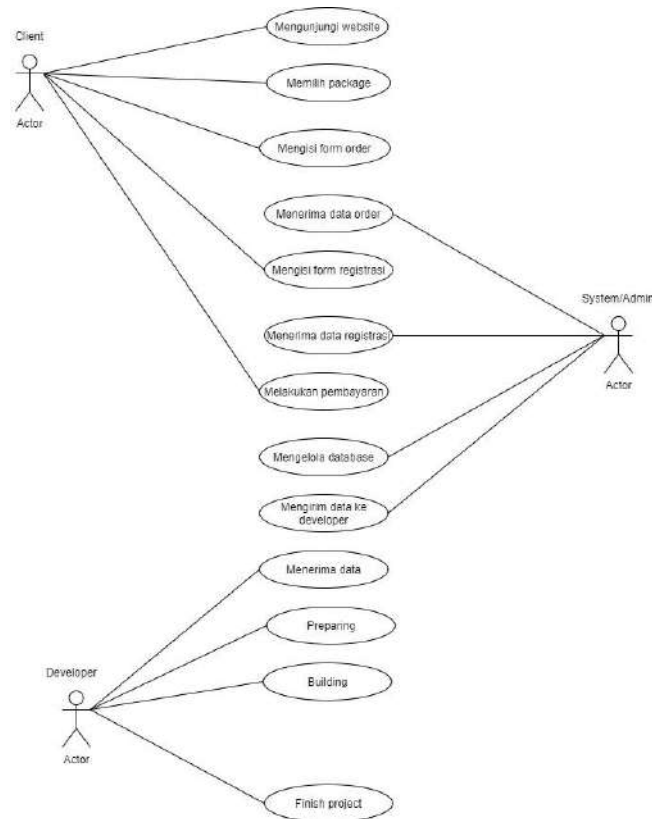 Client
Actor
Mengunjungi website
Memilih package
Mengisi form order
Menerima data order
Mengisi form registrasi
System/Admin
Actor
Menerima data registrasi
Melakukan pembayaran
Mengelola database
Mengirim data ke
developer
Menerima data
Preparing
Developer
Actor
Building
Finish project